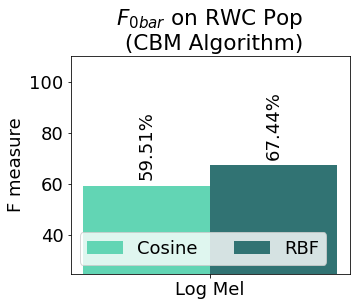 F0bar on RWC Pop
(CBM Algorithm)
F measure
100
80
60
40
59.51%
67.44%
Cosine
RBF
Log Mel